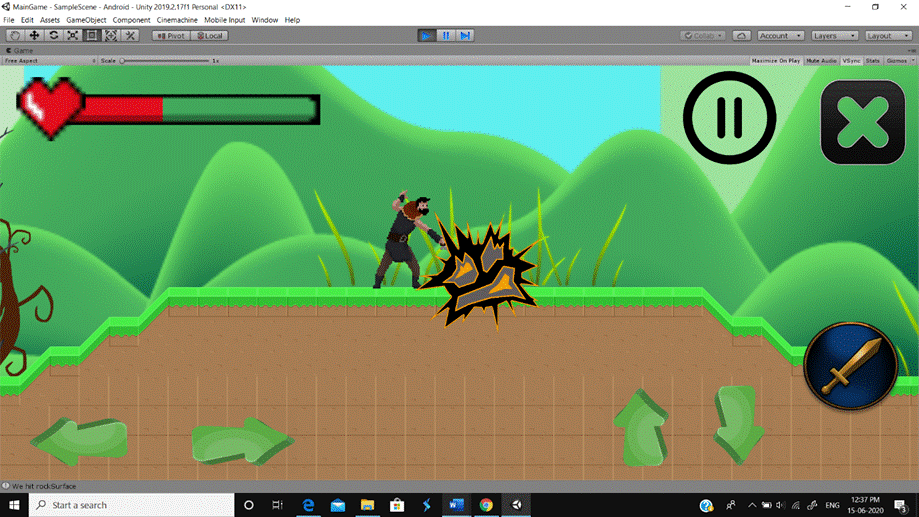 MainGame - SampleScene - Android - Unity 2019.2.17f1 Personal <DX11>
File Edit Assets GameObject Component Cinemachine Mobile Input Window Help
Pivot Local Collab Account Layers Layout
Game
Free Aspect Scale 1x Maximize On Play Mute Audio VSync Stats Gizmos
We hit rockSurface
Start a search
ENG
12:37 PM
15-06-2020
3